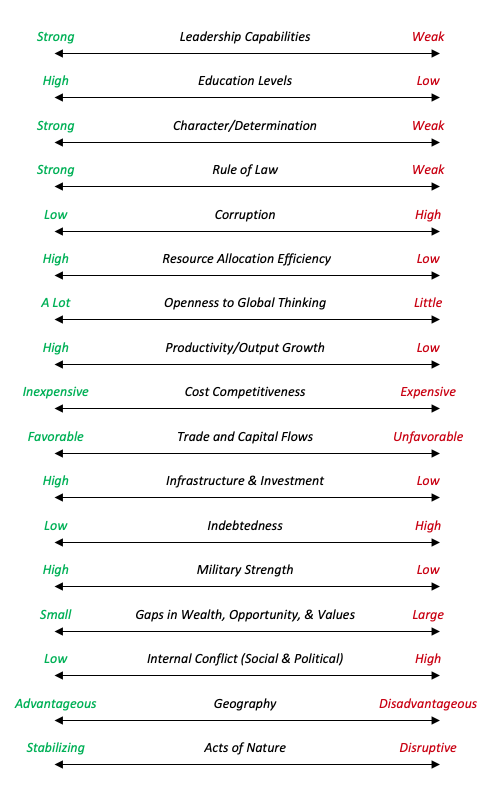 Strong Leadership Capabilities Weak
High Education Levels Low
Strong Character/Determination Weak
Strong Rule of Law Weak
Low Corruption High
High Resource Allocation Efficiency Low
A Lot Openness to Global Thinking Little
High Productivity/Output Growth Low
Inexpensive Cost Competitiveness Expensive
Favorable Trade and Capital Flows Unfavorable
High Infrastructure & Investment Low
Low Indebtedness High
High Military Strength Low
Small Gaps in Wealth, Opportunity, & Values Large
Low Internal Conflict (Social & Political) High
Advantageous Geography Disadvantageous
Stabilizing Acts of Nature Disruptive